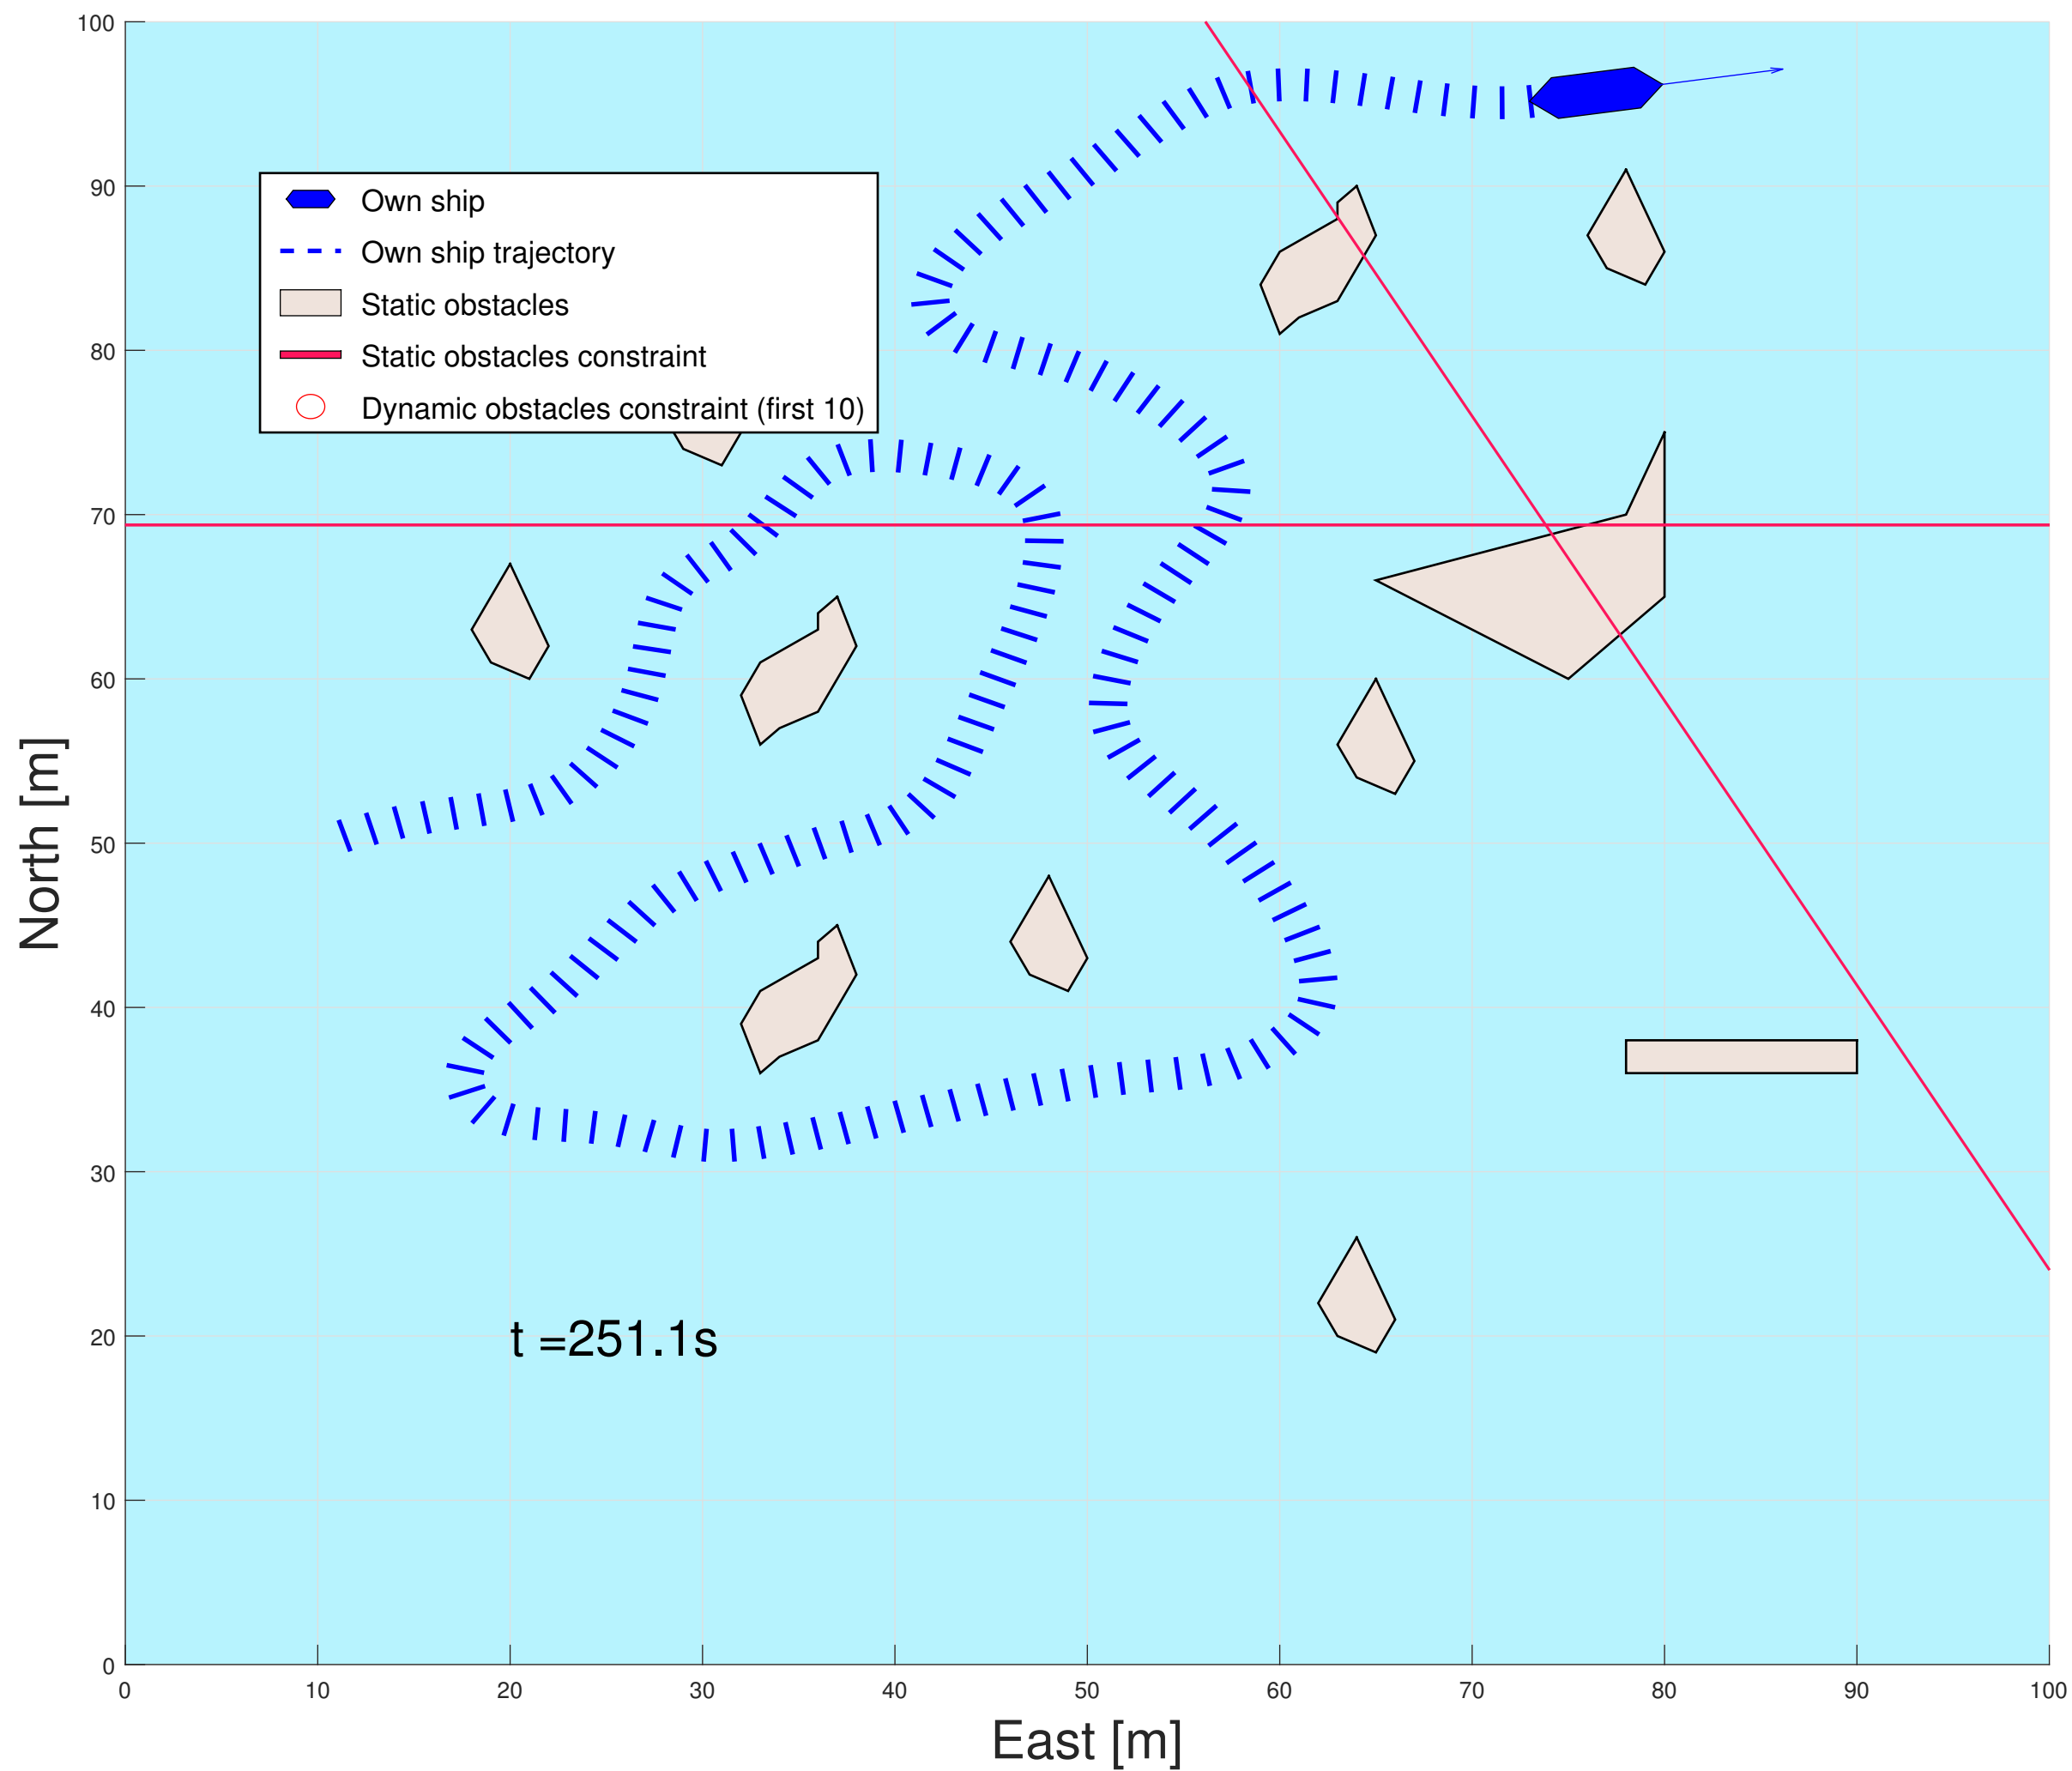 100
90
80
70
60
50
40
30
20
10
0
North [m]
Own ship
Own ship trajectory
Static obstacles
Static obstacles constraint
Dynamic obstacles constraint (first 10)
t =251.1s
0 10 20 30 40 50 60 70 80 90 100
East [m]